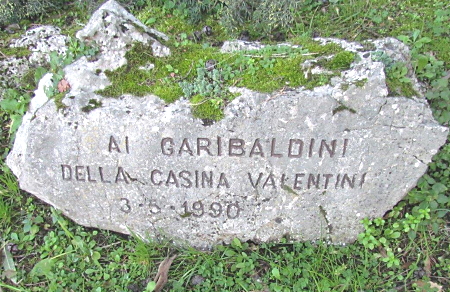 AI GARIBALDINI
DELLA CASINA VALENTINI
3·5·1990